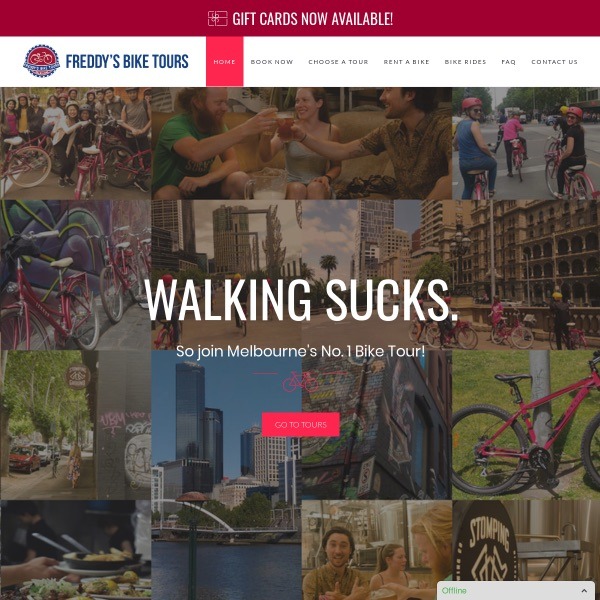 GIFT CARDS NOW AVAILABLE!
FREDDY'S BIKE TOURS
HOME
BOOK NOW
CHOOSE A TOUR
RENT A BIKE
BIKE RIDES
FAQ
CONTACT US
WALKING SUCKS.
So join Melbourne's No. 1 Bike Tour!
GO TO TOURS
STOMPING
Offline